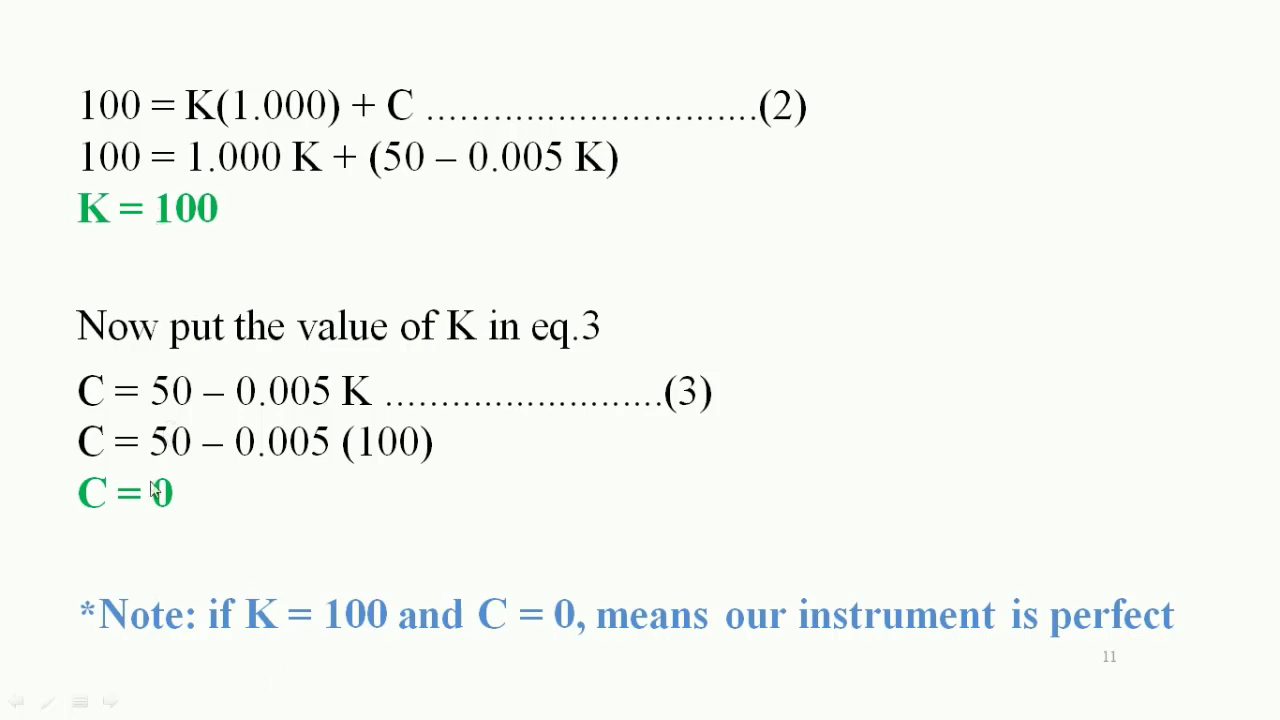 100 = K(1.000) + C ..............................(2)
100 = 1.000 K + (50 – 0.005 K)
K = 100
Now put the value of K in eq.3
C = 50 – 0.005 K .........................(3)
C = 50 – 0.005 (100)
C = 0
*Note: if K = 100 and C = 0, means our instrument is perfect
11